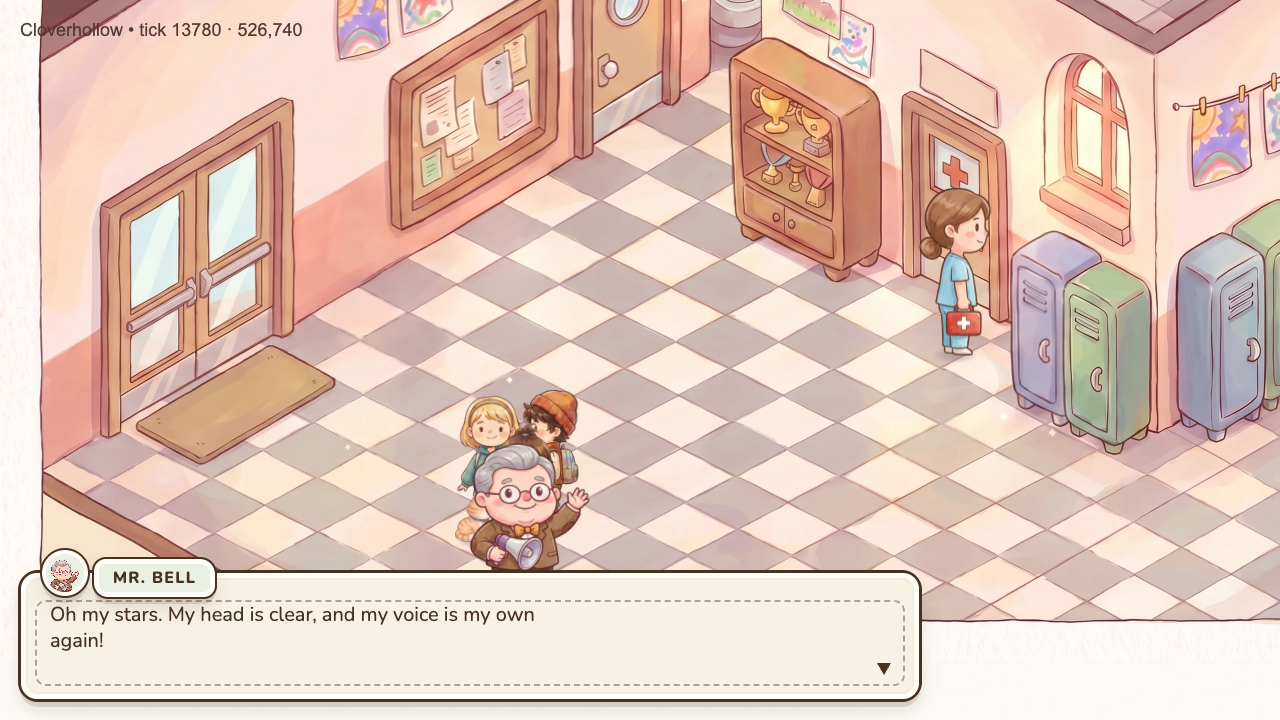 Cloverhollow • tick 13780 · 526,740
MR. BELL
Oh my stars. My head is clear, and my voice is my own
again!